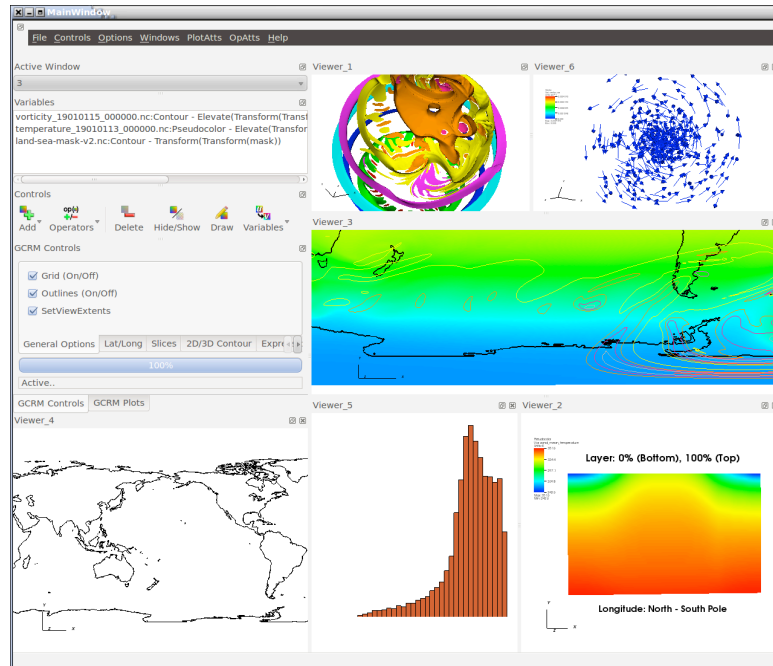 MainWindow
File Controls Options Windows PlotAtts OpAtts Help
Active Window
3
Variables
vorticity_19010115_000000.nc:Contour - Elevate(Transform(Transf
temperature_19010113_000000.nc:Pseudocolor - Elevate(Transfor
land-sea-mask-v2.nc:Contour - Transform(Transform(mask))
Controls
Add Operators Delete Hide/Show Draw Variables
GCRM Controls
Grid (On/Off)
Outlines (On/Off)
SetViewExtents
General Options Lat/Long Slices 2D/3D Contour Expre
100%
Active..
GCRM Controls GCRM Plots
Viewer_4
Viewer_1
Viewer_6
Viewer_3
Viewer_5
Viewer_2
Layer: 0% (Bottom), 100% (Top)
Longitude: North - South Pole